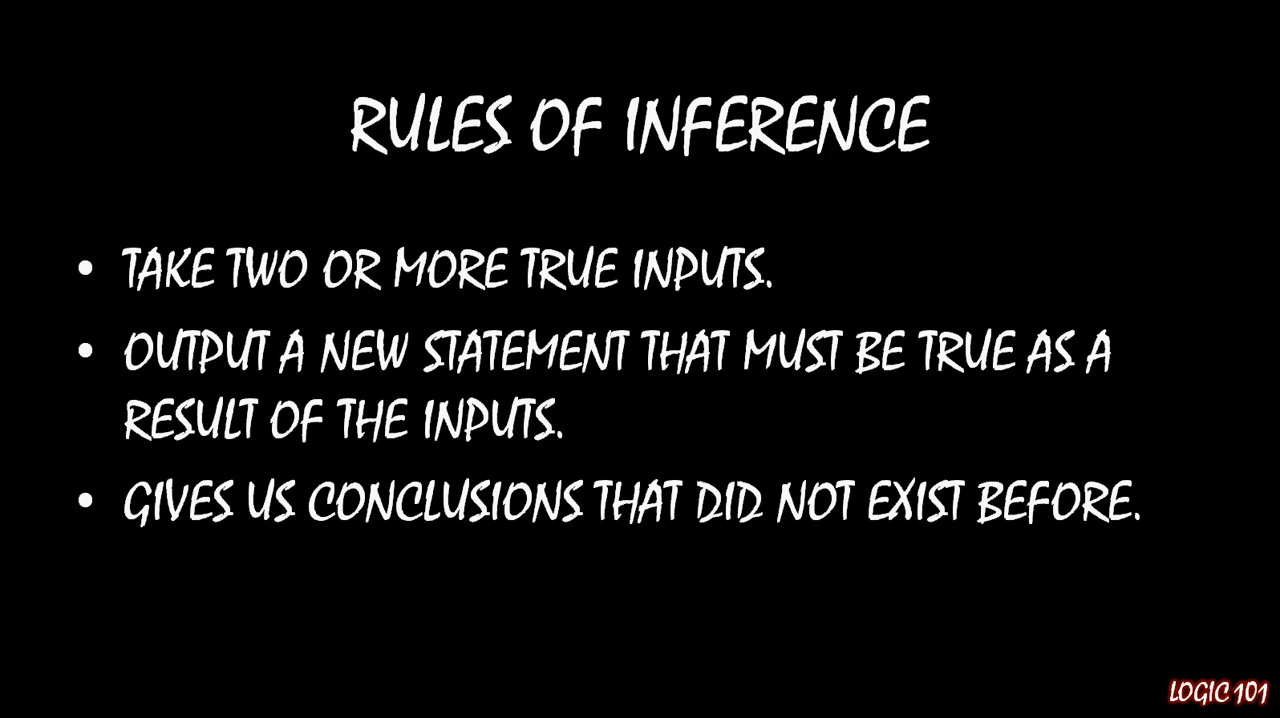 RULES OF INFERENCE
• TAKE TWO OR MORE TRUE INPUTS.
• OUTPUT A NEW STATEMENT THAT MUST BE TRUE AS A
RESULT OF THE INPUTS.
• GIVES US CONCLUSIONS THAT DID NOT EXIST BEFORE.
LOGIC 101